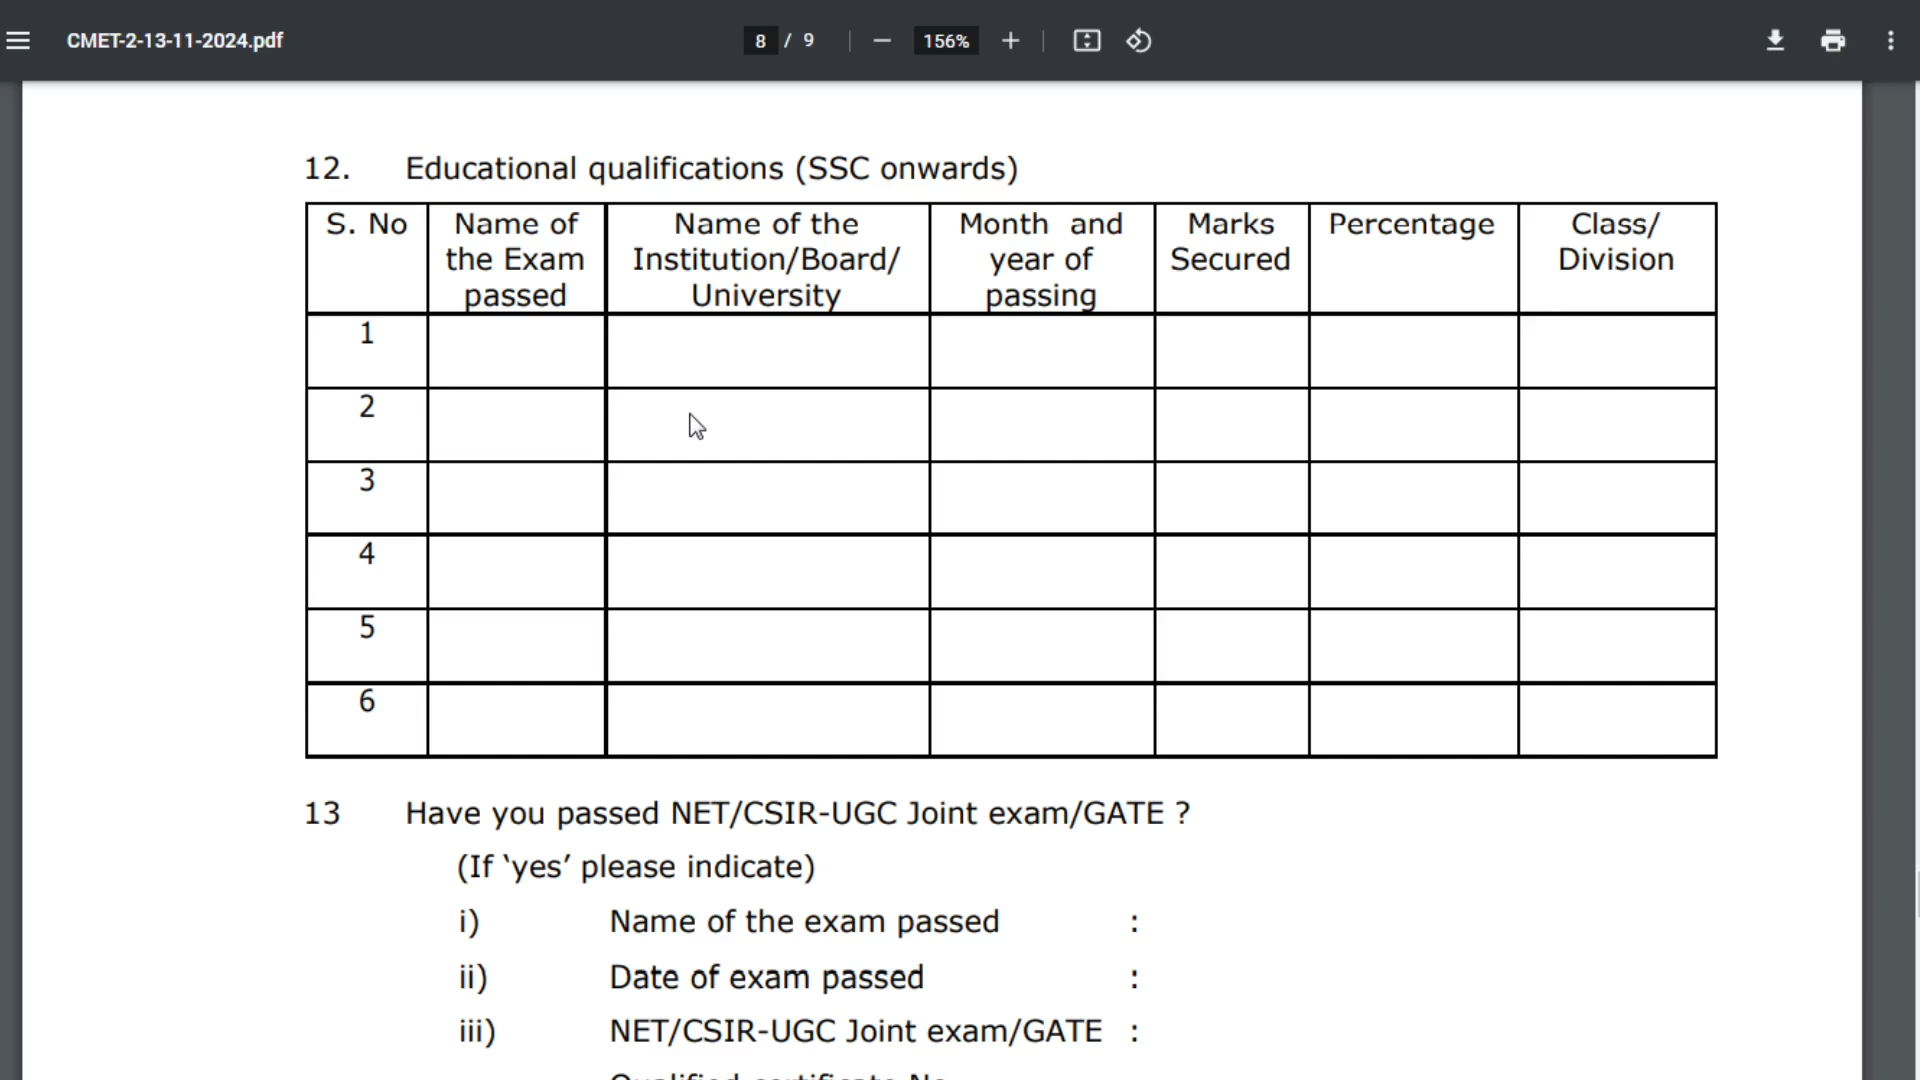 CMET-2-13-11-2024.pdf 8 / 9 156%
12. Educational qualifications (SSC onwards)
S. No Name of the Exam passed Name of the Institution/Board/ University Month and year of passing Marks Secured Percentage Class/ Division
1
2
3
4
5
6
13 Have you passed NET/CSIR-UGC Joint exam/GATE ?
(If ‘yes’ please indicate)
i) Name of the exam passed :
ii) Date of exam passed :
iii) NET/CSIR-UGC Joint exam/GATE :
Qualified certificate No